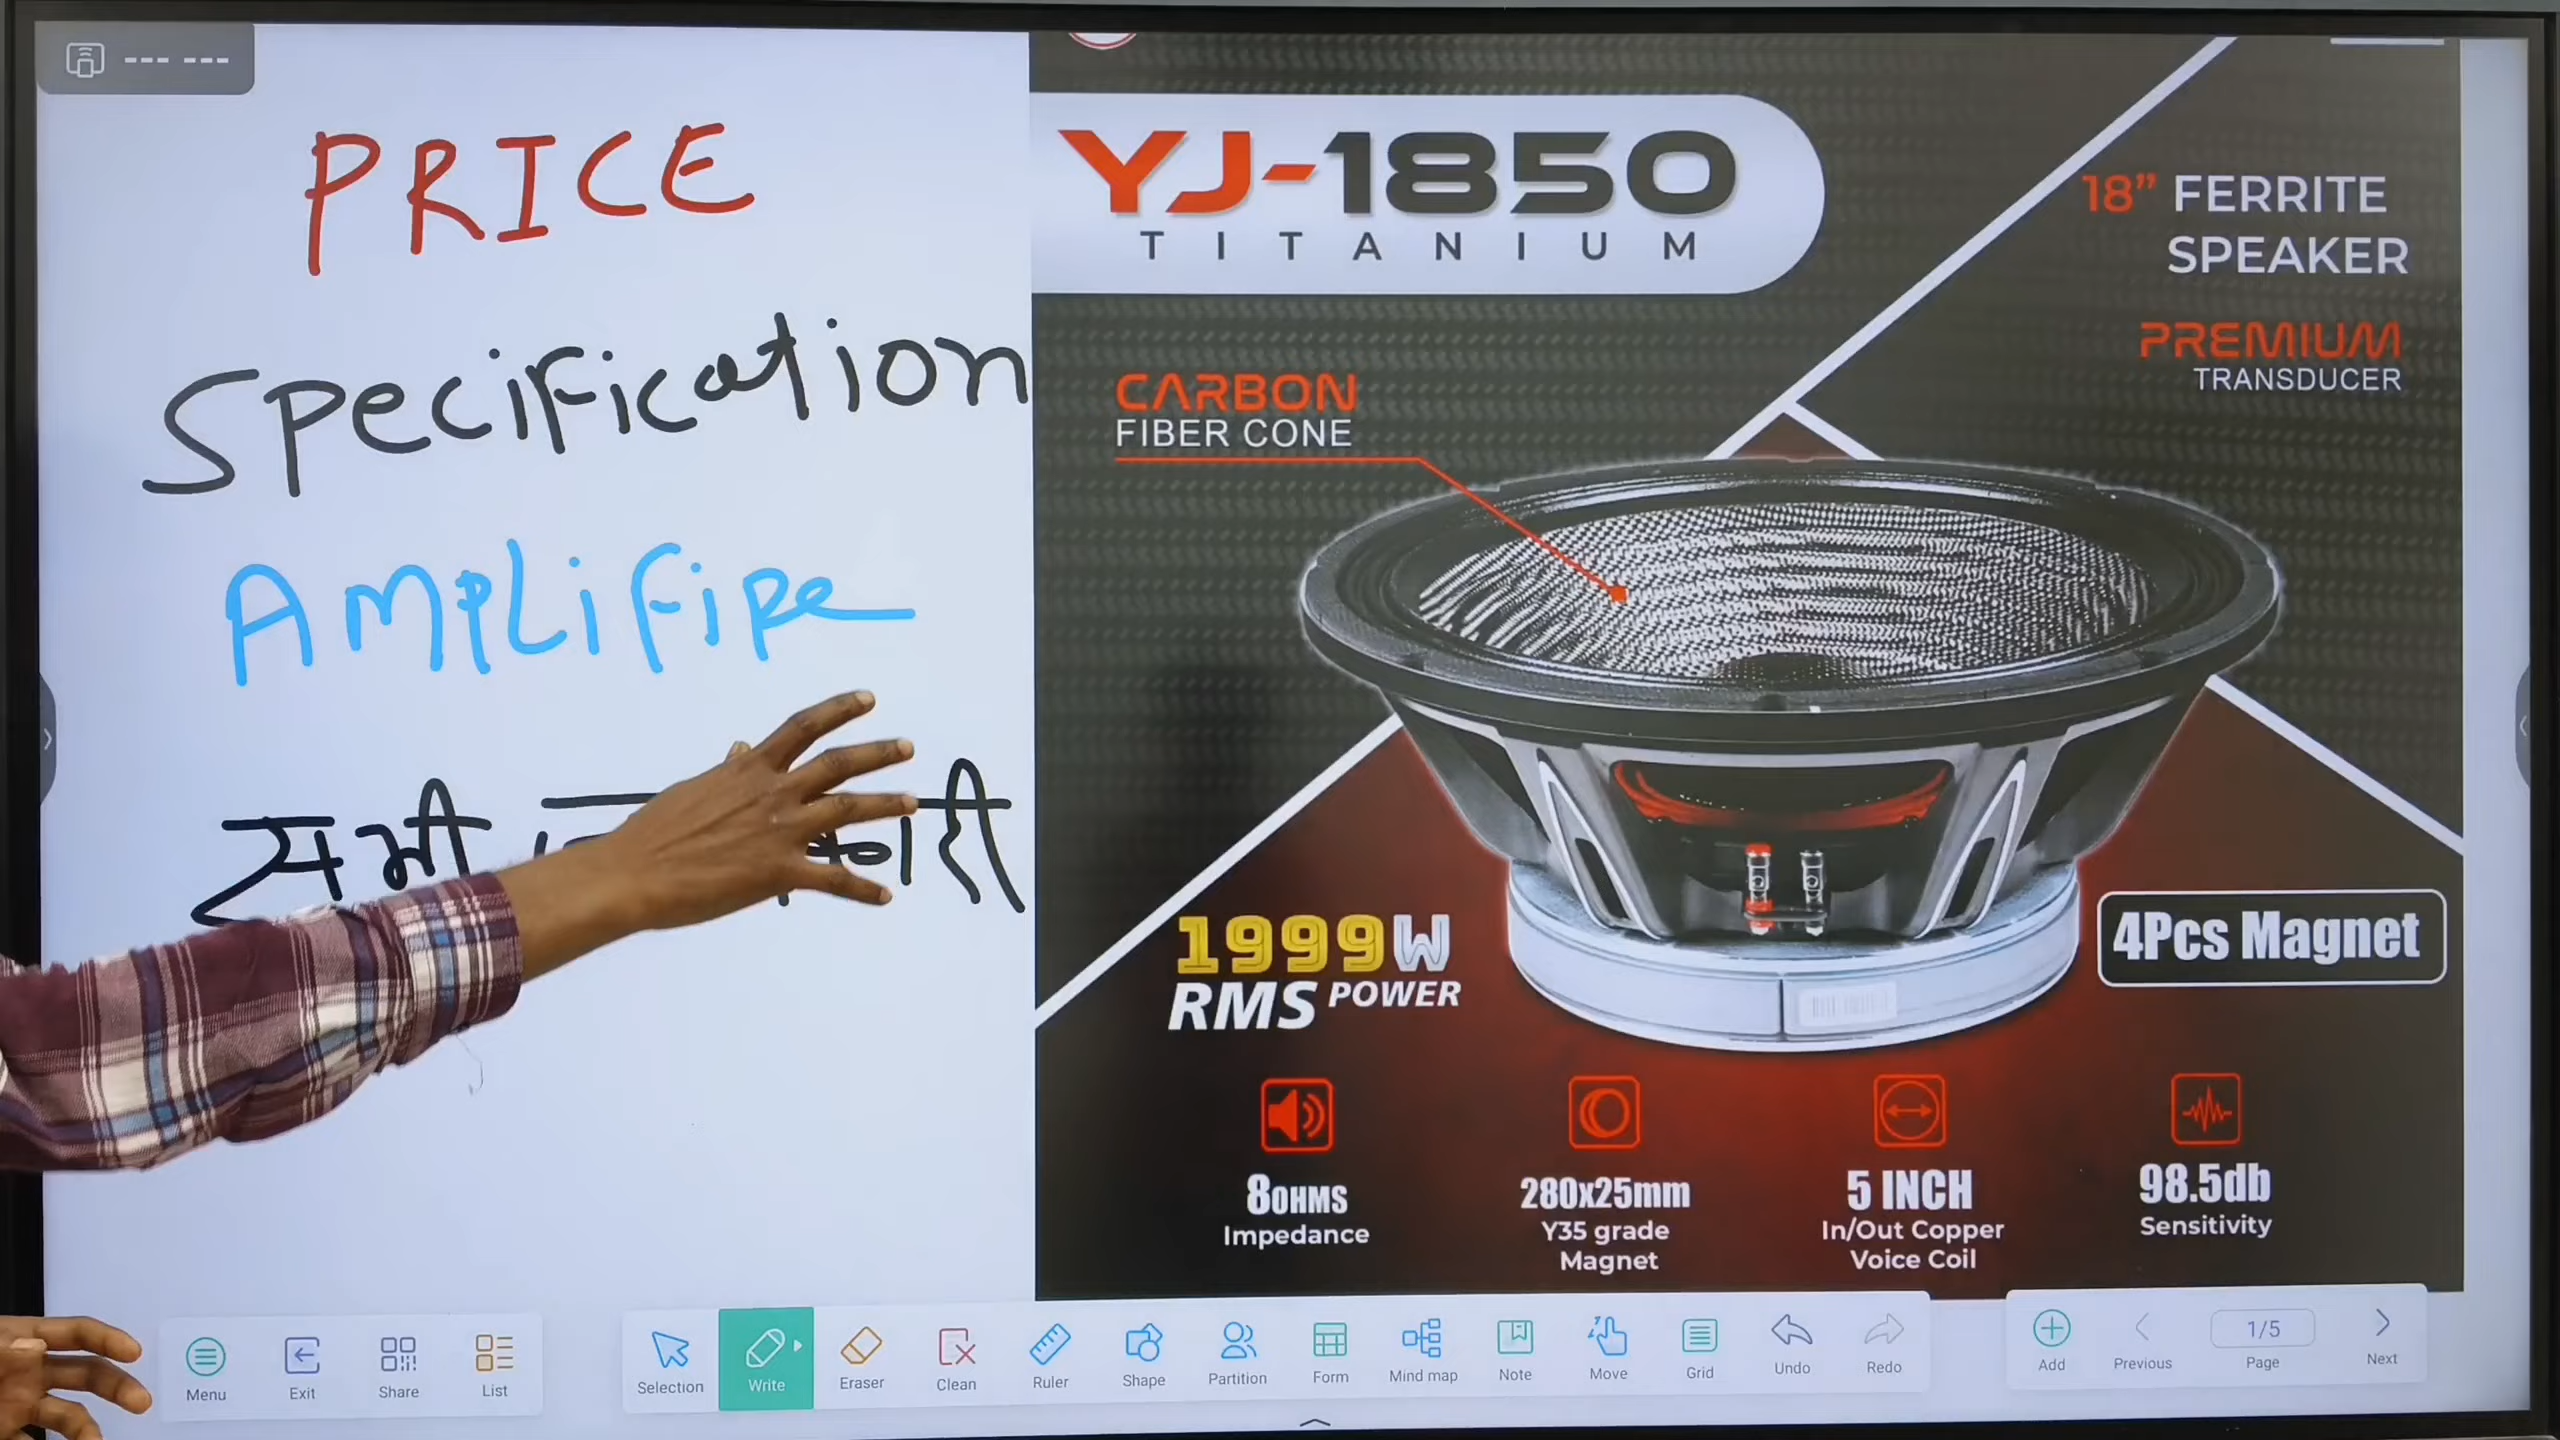 --- ---
PRICE
Specification
AMPLiFire
सभी
YJ-1850
TITANIUM
18” FERRITE
SPEAKER
PREMIUM
TRANSDUCER
CARBON
FIBER CONE
1999W
RMS POWER
4Pcs Magnet
8OHMS
Impedance
280x25mm
Y35 grade
Magnet
5 INCH
In/Out Copper
Voice Coil
98.5db
Sensitivity
Menu
Exit
Share
List
Selection
Write
Eraser
Clean
Ruler
Shape
Partition
Form
Mind map
Note
Move
Grid
Undo
Redo
Add
Previous
1/5
Page
Next